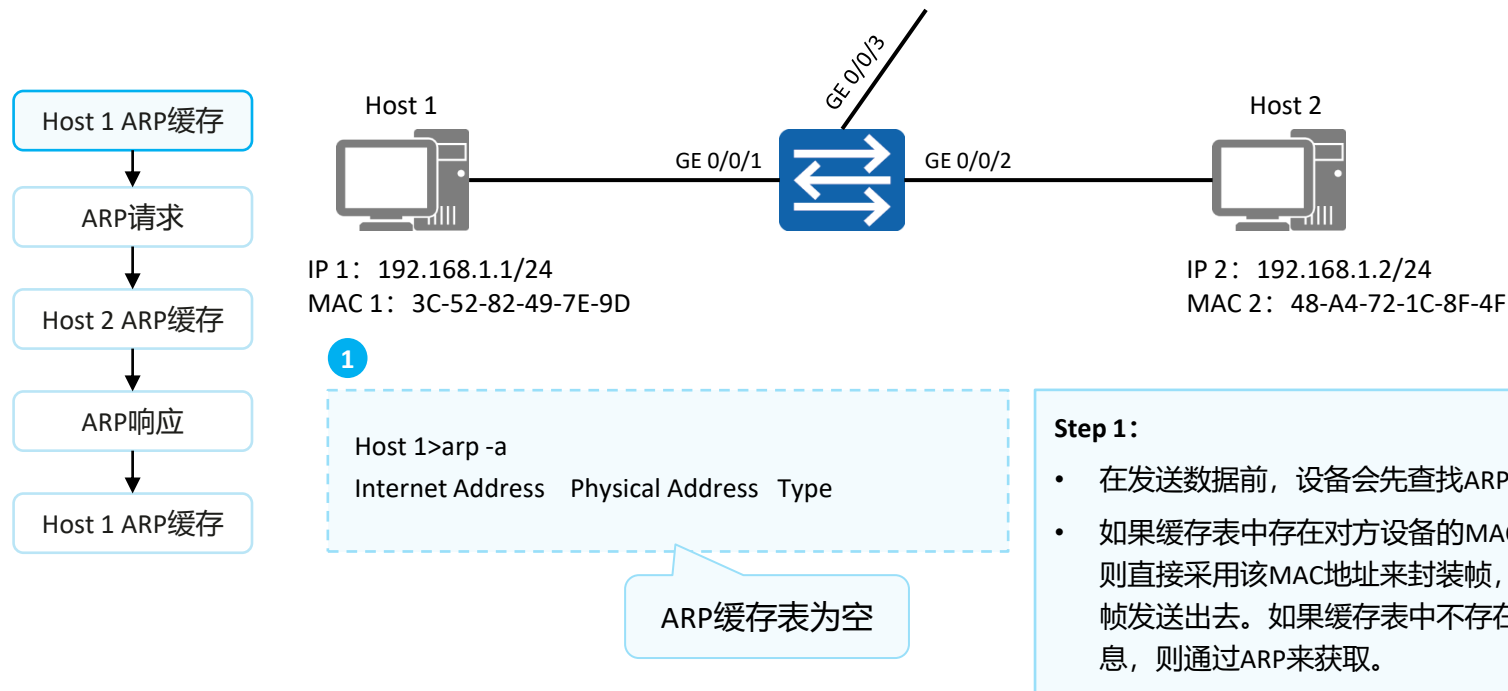 Host 1 ARP缓存
ARP请求
Host 2 ARP缓存
ARP响应
Host 1 ARP缓存
GE 0/0/3
Host 1
Host 2
GE 0/0/1
GE 0/0/2
IP 1：192.168.1.1/24
MAC 1：3C-52-82-49-7E-9D
IP 2：192.168.1.2/24
MAC 2：48-A4-72-1C-8F-4F
1
Host 1>arp -a
Internet Address Physical Address Type
ARP缓存表为空
Step 1：
• 在发送数据前，设备会先查找ARP
• 如果缓存表中存在对方设备的MAC
则直接采用该MAC地址来封装帧，
帧发送出去。如果缓存表中不存在
息，则通过ARP来获取。